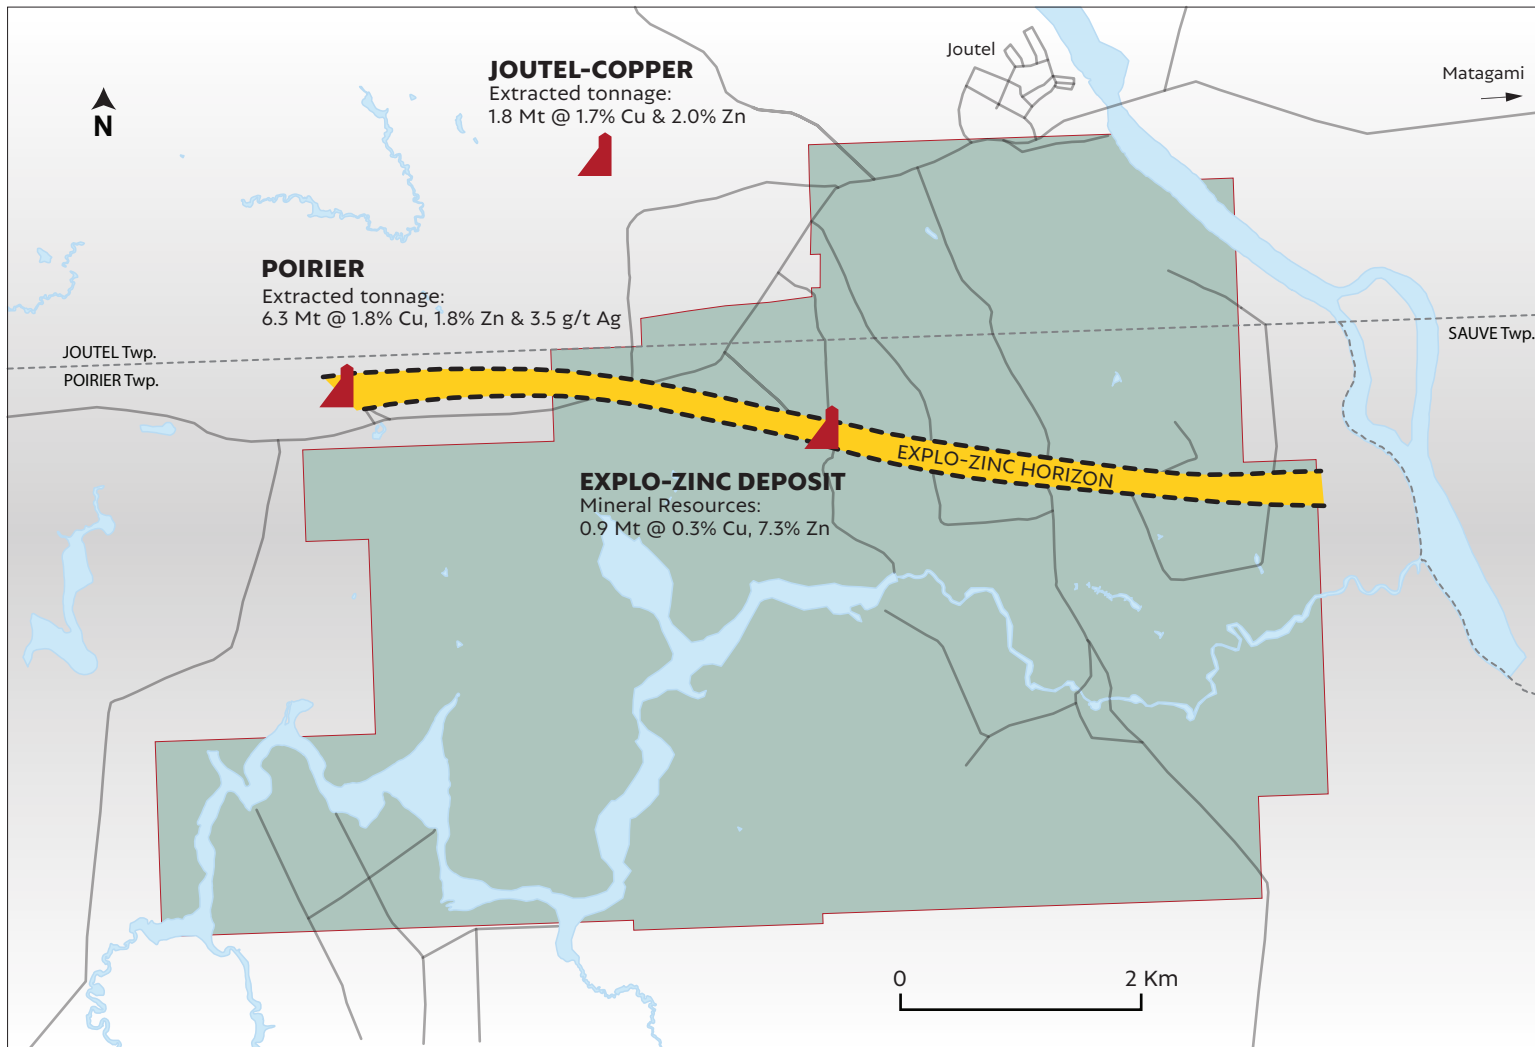 Joutel
JOUTEL-COPPER
Extracted tonnage:
1.8 Mt @ 1.7% Cu & 2.0% Zn
Matagami
N
POIRIER
Extracted tonnage:
6.3 Mt @ 1.8% Cu, 1.8% Zn & 3.5 g/t Ag
SAUVE Twp.
JOUTEL Twp.
POIRIER Twp.
EXPLO-ZINC HORIZON
EXPLO-ZINC DEPOSIT
Mineral Resources:
0.9 Mt @ 0.3% Cu, 7.3% Zn
0 2 Km